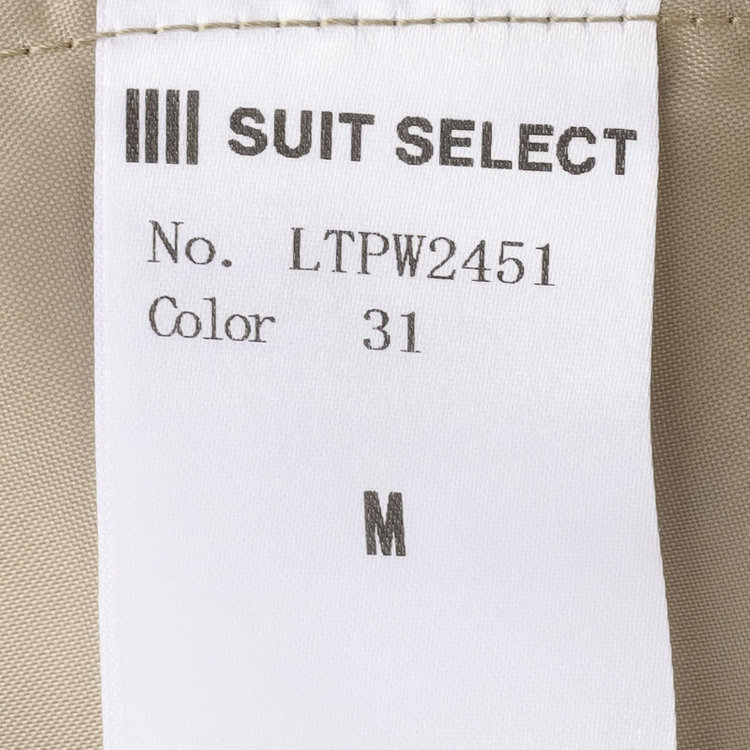 SUIT SELECT
No. LTPW2451
Color 31
M